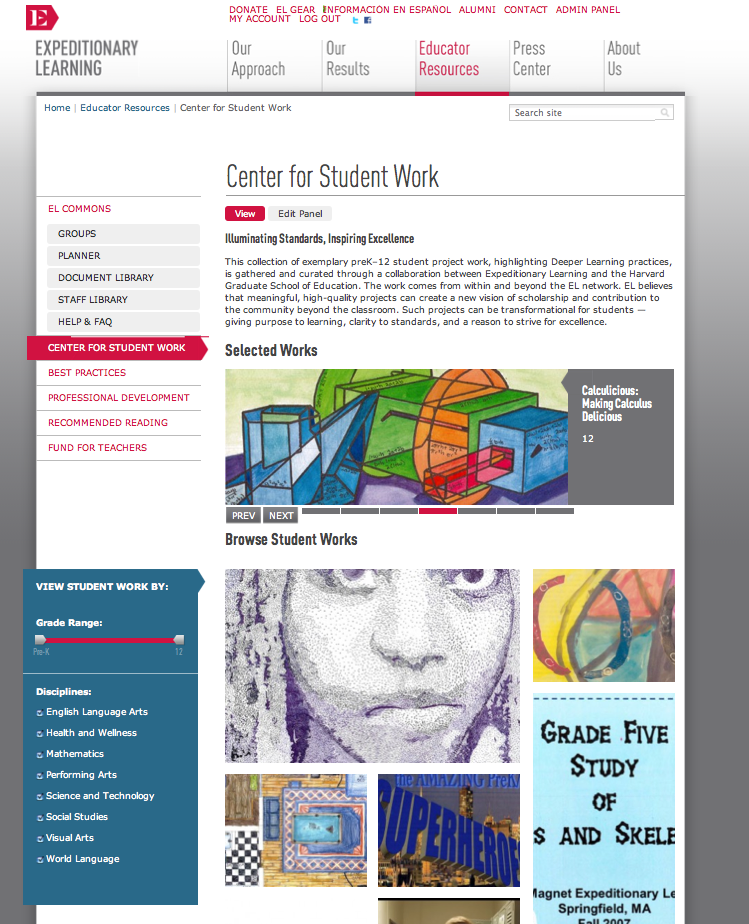 DONATE EL GEAR INFORMACION EN ESPAÑOL ALUMNI CONTACT ADMIN PANEL
MY ACCOUNT LOG OUT
E
EXPEDITIONARY
LEARNING
Our
Approach
Our
Results
Educator
Resources
Press
Center
About
Us
Home | Educator Resources | Center for Student Work
Search site
Center for Student Work
View Edit Panel
EL COMMONS
GROUPS
PLANNER
DOCUMENT LIBRARY
STAFF LIBRARY
HELP & FAQ
CENTER FOR STUDENT WORK
BEST PRACTICES
PROFESSIONAL DEVELOPMENT
RECOMMENDED READING
FUND FOR TEACHERS
Illuminating Standards, Inspiring Excellence
This collection of exemplary preK–12 student project work, highlighting Deeper Learning practices,
is gathered and curated through a collaboration between Expeditionary Learning and the Harvard
Graduate School of Education. The work comes from within and beyond the EL network. EL believes
that meaningful, high-quality projects can create a new vision of scholarship and contribution to
the community beyond the classroom. Such projects can be transformational for students —
giving purpose to learning, clarity to standards, and a reason to strive for excellence.
Selected Works
Calculicious:
Making Calculus
Delicious
12
PREV NEXT
Browse Student Works
VIEW STUDENT WORK BY:
Grade Range:
Pre-K 12
Disciplines:
English Language Arts
Health and Wellness
Mathematics
Performing Arts
Science and Technology
Social Studies
Visual Arts
World Language
the AMAZING PreK
SUPERHEROE
GRADE FIVE
STUDY
OF
S AND SKELE
Magnet Expeditionary Le
Springfield, MA
Fall 2007